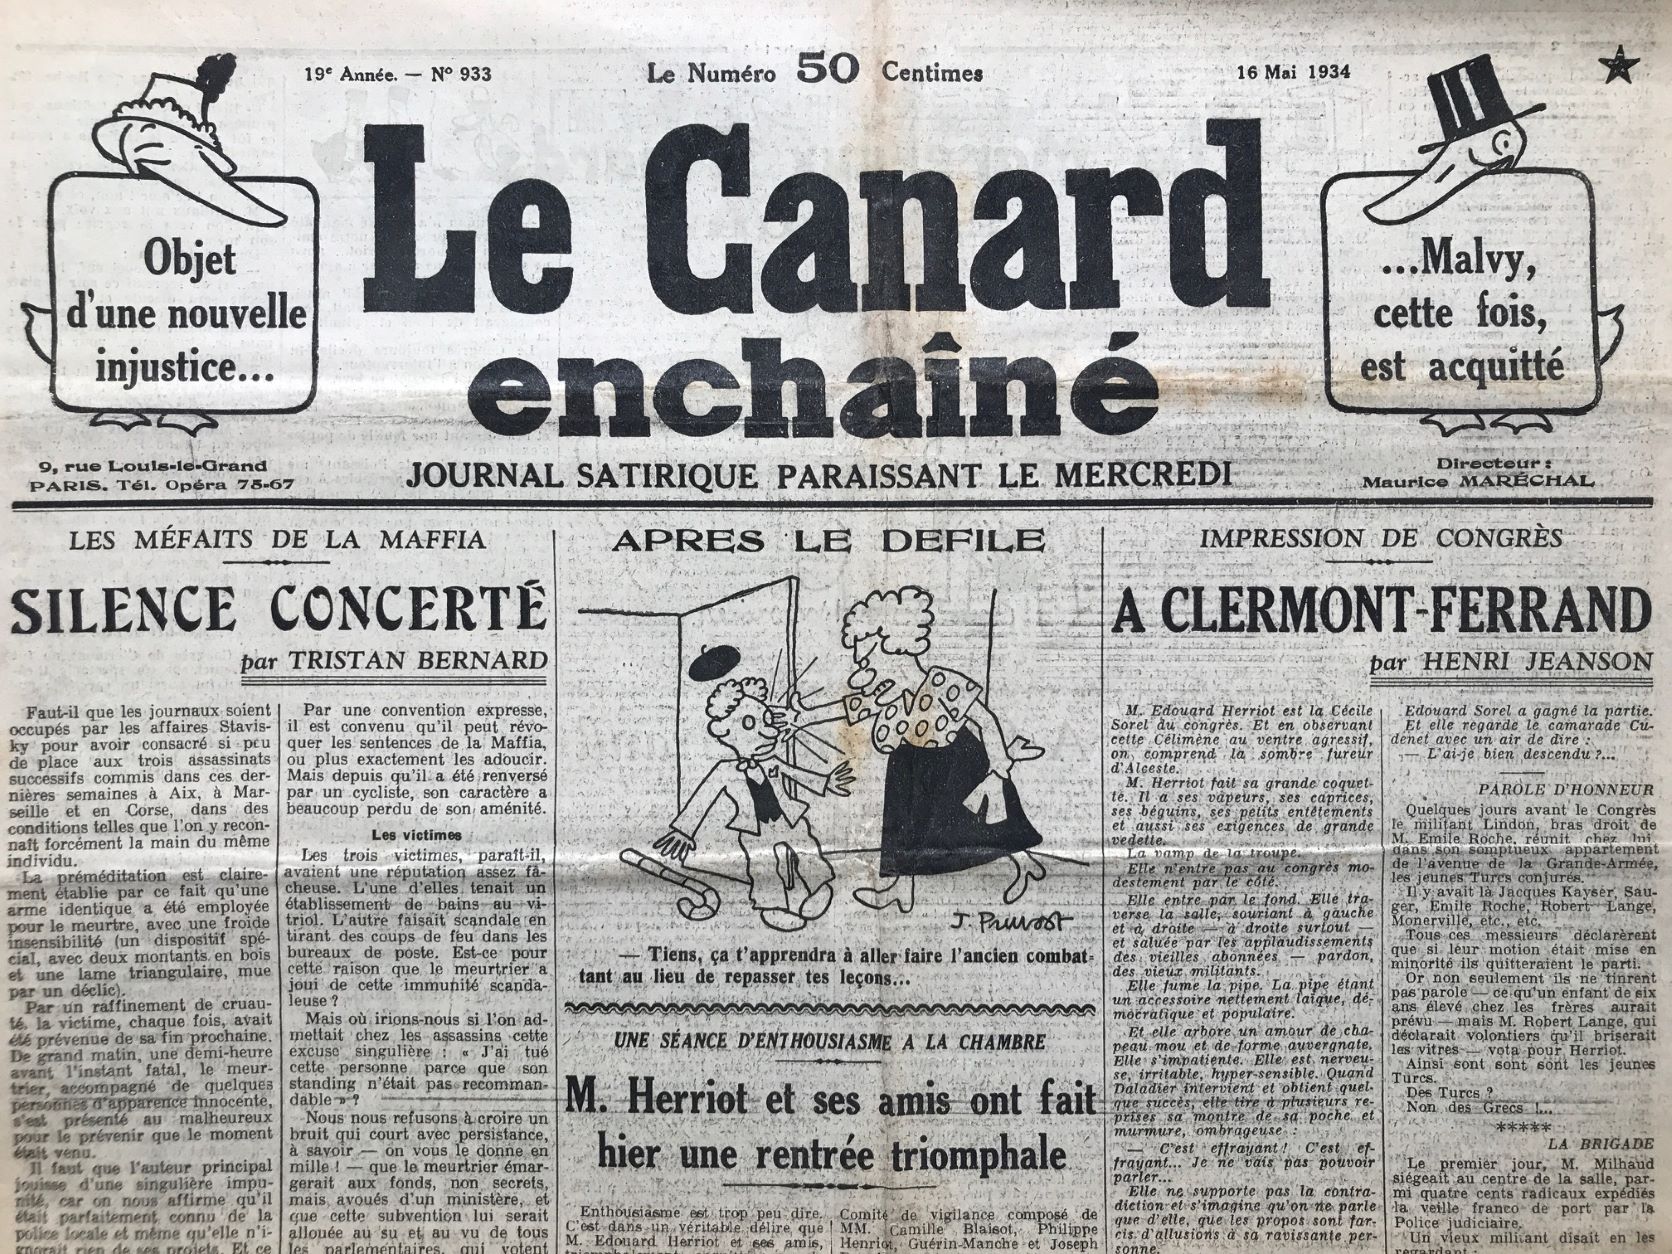 19e Année. — No 933
Le Numéro 50 Centimes
16 Mai 1934
Objet
d'une nouvelle
injustice...
Le Canard
enchaîné
...Malvy,
cette fois,
est acquitté
9, rue Louis-le-Grand
PARIS. Tél. Opéra 75-67
JOURNAL SATIRIQUE PARAISSANT LE MERCREDI
Directeur :
Maurice MARÉCHAL
LES MÉFAITS DE LA MAFFIA
SILENCE CONCERTÉ
par TRISTAN BERNARD
Faut-il que les journaux soient
occupés par les affaires Stavis-
ky pour avoir consacré si peu
de place aux trois assassinats
successifs commis dans ces der-
nières semaines à Aix, à Mar-
seille et en Corse, dans des
conditions telles que l'on y recon-
naît forcément la main du même
individu.
La préméditation est claire-
ment établie par ce fait qu'une
arme identique a été employée
pour le meurtre, avec une froide
insensibilité (un dispositif spé-
cial, avec deux montants en bois
et une lame triangulaire, mue
par un déclic).
Par un raffinement de cruau-
té, la victime, chaque fois, avait
été prévenue de sa fin prochaine.
De grand matin, une demi-heure
avant l'instant fatal, le meur-
trier, accompagné de quelques
personnes d'apparence innocente,
s'est présenté au malheureux
pour le prévenir que le moment
était venu.
Il faut que l'auteur principal
jouisse d'une singulière impu-
nité, car on nous affirme qu'il
était parfaitement connu de la
police locale et même qu'elle n'i-
gnorait rien de ses projets. Et ce
Par une convention expresse,
il est convenu qu'il peut révo-
quer les sentences de la Maffia,
ou plus exactement les adoucir.
Mais depuis qu'il a été renversé
par un cycliste, son caractère a
beaucoup perdu de son aménité.
Les victimes
Les trois victimes, paraît-il,
avaient une réputation assez fâ-
cheuse. L'une d'elles tenait un
établissement de bains au vi-
triol. L'autre faisait scandale en
tirant des coups de feu dans les
bureaux de poste. Est-ce pour
cette raison que le meurtrier a
joui de cette immunité scanda-
leuse ?
Mais où irions-nous si l'on ad-
mettait chez les assassins cette
excuse singulière : « J'ai tué
cette personne parce que son
standing n'était pas recomman-
dable » ?
Nous nous refusons à croire un
bruit qui court avec persistance,
à savoir — on vous le donne en
mille ! — que le meurtrier émar-
gerait aux fonds, non secrets,
mais avoués d'un ministère, et
que cette subvention lui serait
allouée au su et au vu de tous
les parlementaires, qui votent
APRES LE DEFILE
J. Pruvost
— Tiens, ça t'apprendra à aller faire l'ancien combat-
tant au lieu de repasser tes leçons...
UNE SÉANCE D'ENTHOUSIASME A LA CHAMBRE
M. Herriot et ses amis ont fait
hier une rentrée triomphale
Enthousiasme est trop peu dire.
C'est dans un véritable délire que
M. Edouard Herriot et ses amis,
Comité de vigilance composé de
MM. Camille Blaisot, Philippe
Henriot, Guérin-Manche et Joseph
IMPRESSION DE CONGRÈS
A CLERMONT-FERRAND
par HENRI JEANSON
M. Edouard Herriot est la Cécile
Sorel du congrès. Et en observant
cette Célimène au ventre agressif,
on comprend la sombre fureur
d'Alceste.
M. Herriot fait sa grande coquet-
te. Il a ses vapeurs, ses caprices,
ses béguins, ses petits entêtements
et aussi ses exigences de grande
vedette.
La vamp de la troupe.
Elle n'entre pas au congrès mo-
destement par le côté.
Elle entre par le fond. Elle tra-
verse la salle, souriant à gauche
et à droite — à droite surtout —
et saluée par les applaudissements
des vieilles abonnées — pardon,
des vieux militants.
Elle fume la pipe. La pipe étant
un accessoire nettement laïque, dé-
mocratique et populaire.
Et elle arbore un amour de cha-
peau mou et de forme auvergnate.
Elle s'impatiente. Elle est nerveu-
se, irritable, hyper-sensible. Quand
Daladier intervient et obtient quel-
que succès, elle tire à plusieurs re-
prises sa montre de sa poche et
murmure, ombrageuse :
— C'est effrayant ! C'est ef-
frayant... Je ne vais pas pouvoir
parler...
Elle ne supporte pas la contra-
diction et s'imagine qu'on ne parle
que d'elle, que les propos sont far-
cis d'allusions à sa ravissante per-
sonne.
Edouard Sorel a gagné la partie.
Et elle regarde le camarade Cu-
denet avec un air de dire :
— L'ai-je bien descendu ?...
PAROLE D'HONNEUR
Quelques jours avant le Congrès
le militant Lindon, bras droit de
M. Emile Roche, réunit chez lui,
dans son somptueux appartement
de l'avenue de la Grande-Armée,
les jeunes Turcs conjurés.
Il y avait là Jacques Kayser, Sau-
ger, Emile Roche, Robert Lange,
Monerville, etc., etc.
Tous ces messieurs déclarèrent
que si leur motion était mise en
minorité ils quitteraient le parti.
Or non seulement ils ne tinrent
pas parole — ce qu'un enfant de six
ans élevé chez les frères aurait
prévu — mais M. Robert Lange, qui
déclarait volontiers qu'il briserait
les vitres — vota pour Herriot.
Ainsi sont sont les jeunes
Turcs.
Des Turcs ?
Non des Grecs !...
*****
LA BRIGADE
Le premier jour, M. Milhaud
siégeait au centre de la salle, par-
mi quatre cents radicaux expédiés
la veille franco de port par la
Police judiciaire.
Un vieux militant disait en les
regardant :